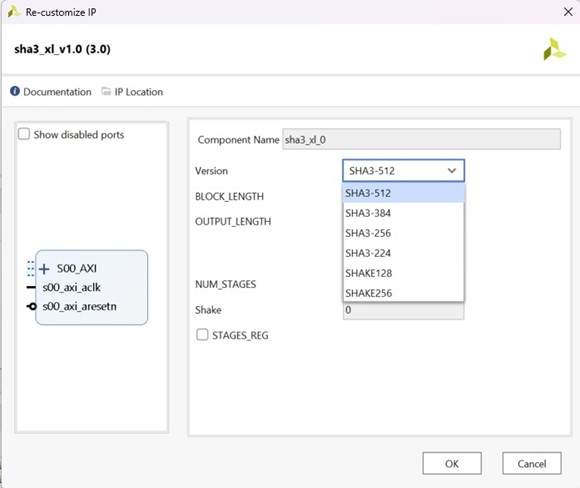 Re-customize IP
sha3_xl_v1.0 (3.0)
Documentation IP Location
Show disabled ports
S00_AXI
s00_axi_aclk
s00_axi_aresetn
Component Name sha3_xl_0
Version SHA3-512
BLOCK_LENGTH SHA3-512
SHA3-384
OUTPUT_LENGTH
SHA3-256
SHA3-224
NUM_STAGES SHAKE128
SHAKE256
Shake 0
STAGES_REG
OK Cancel